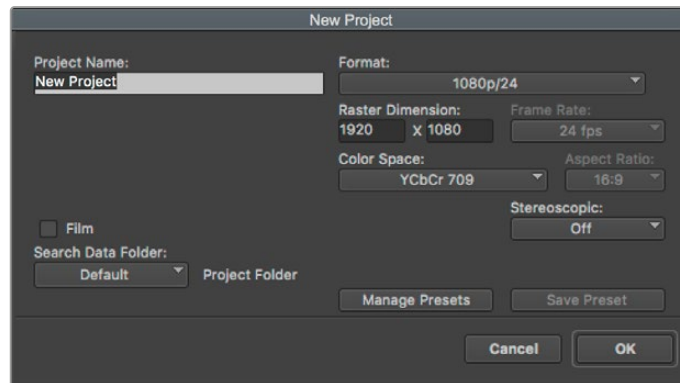 New Project
Project Name:
New Project
Format:
1080p/24
Raster Dimension:
Frame Rate:
1920 X 1080
24 fps
Color Space:
Aspect Ratio:
YCbCr 709
16:9
Stereoscopic:
Off
Film
Search Data Folder:
Default
Project Folder
Manage Presets
Save Preset
Cancel
OK